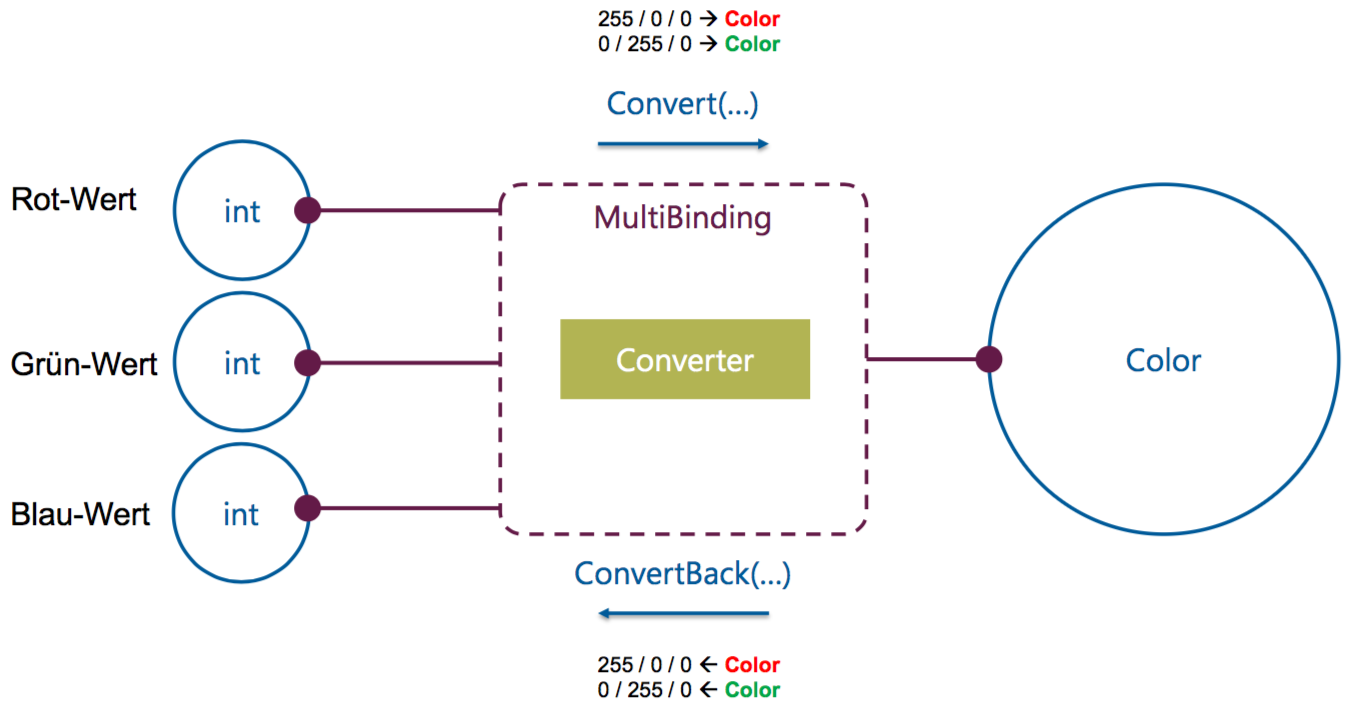 255 / 0 / 0 → Color
0 / 255 / 0 → Color
Convert(...)
Rot-Wert
int
MultiBinding
Grün-Wert
int
Converter
Color
Blau-Wert
int
ConvertBack(...)
255 / 0 / 0 ← Color
0 / 255 / 0 ← Color